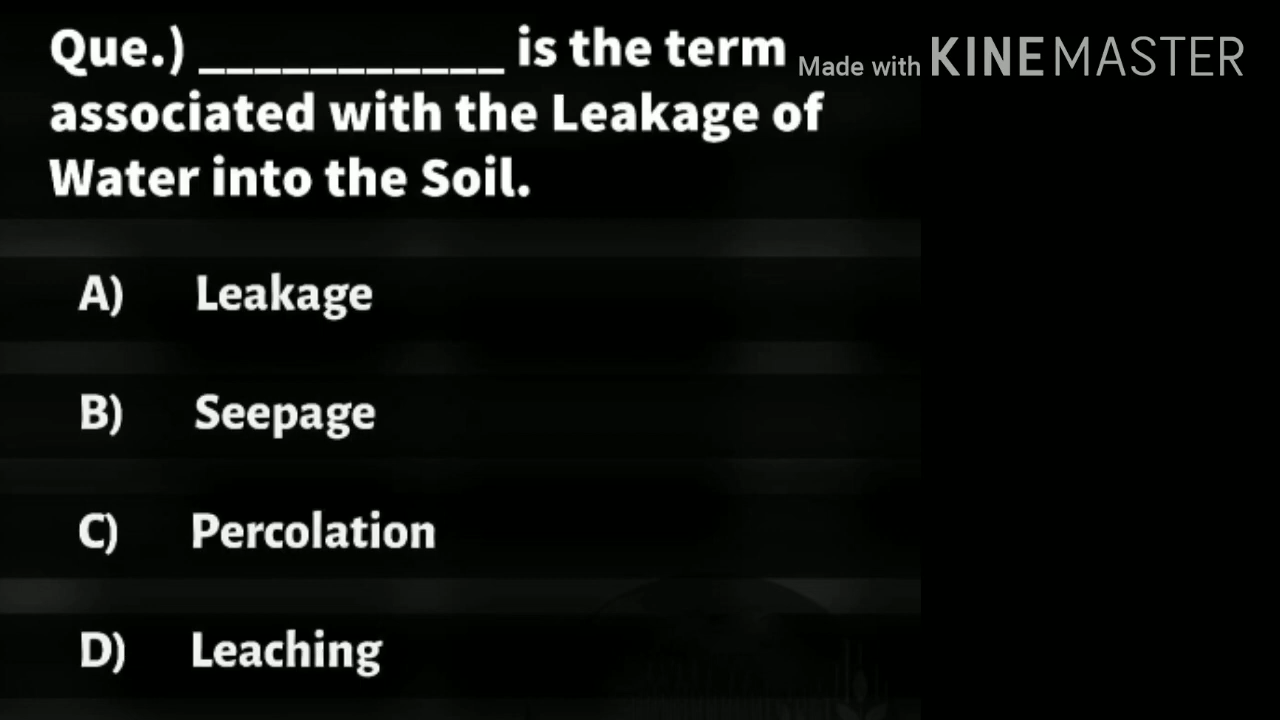 Que.) ___________ is the term
Made with KINEMASTER
associated with the Leakage of
Water into the Soil.
A) Leakage
B) Seepage
C) Percolation
D) Leaching